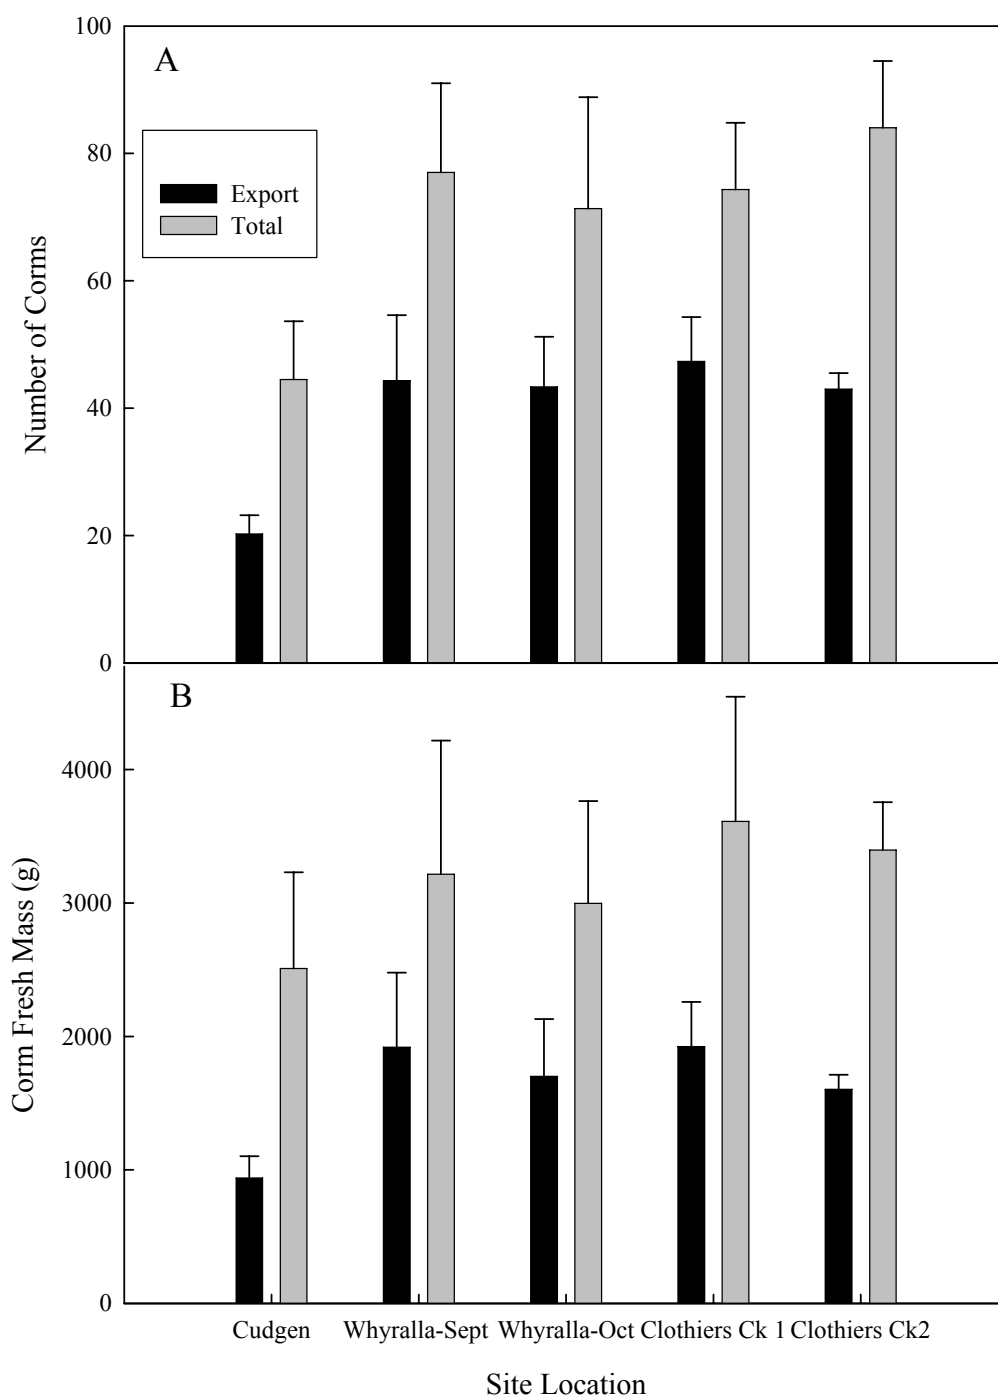 100
A
80
Export
Total
60
40
20
0
Number of Corms
B
4000
3000
2000
1000
0
Corm Fresh Mass (g)
Cudgen Whyralla-Sept Whyralla-Oct Clothiers Ck 1 Clothiers Ck2
Site Location